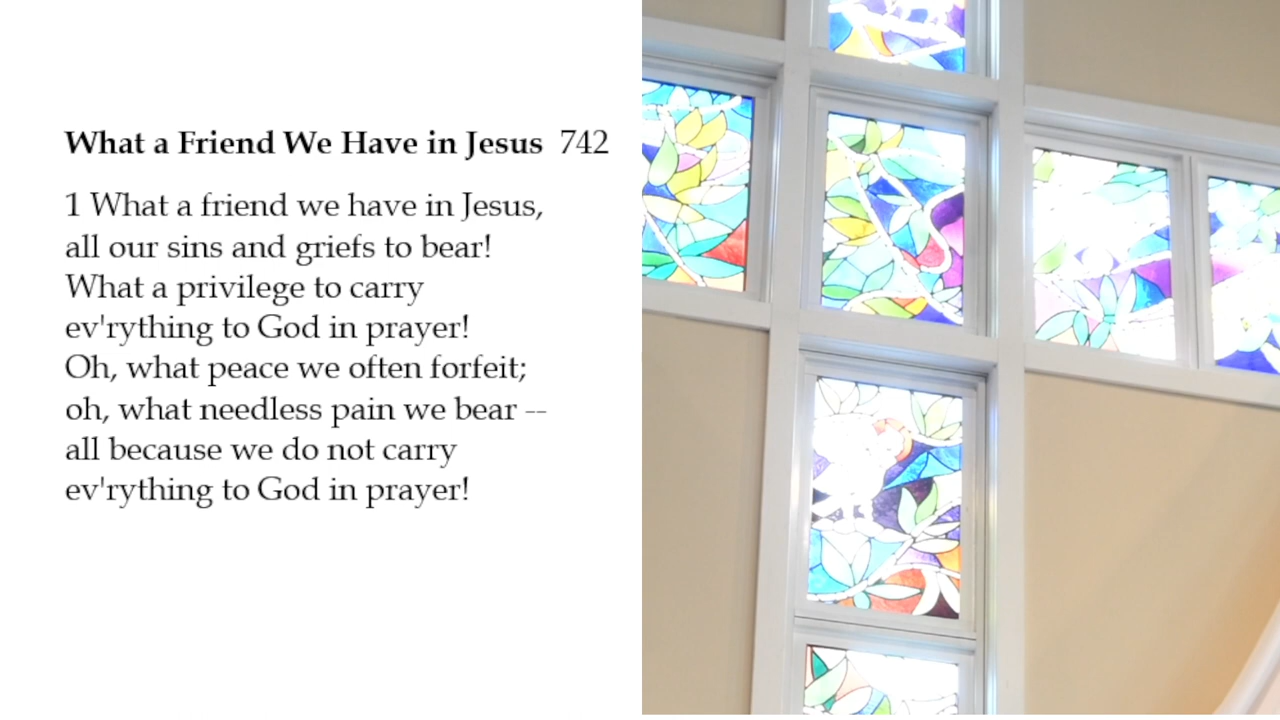 What a Friend We Have in Jesus 742
1 What a friend we have in Jesus,
all our sins and griefs to bear!
What a privilege to carry
ev'rything to God in prayer!
Oh, what peace we often forfeit;
oh, what needless pain we bear --
all because we do not carry
ev'rything to God in prayer!